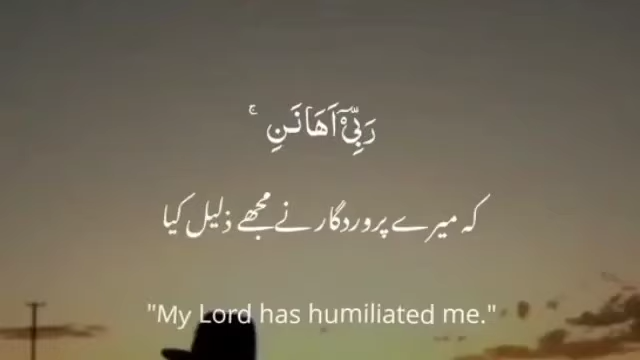 رَبِّىْٓ اَهَانَنِ ۚ
کہ میرے پروردگار نے مجھے ذلیل کیا
"My Lord has humiliated me."